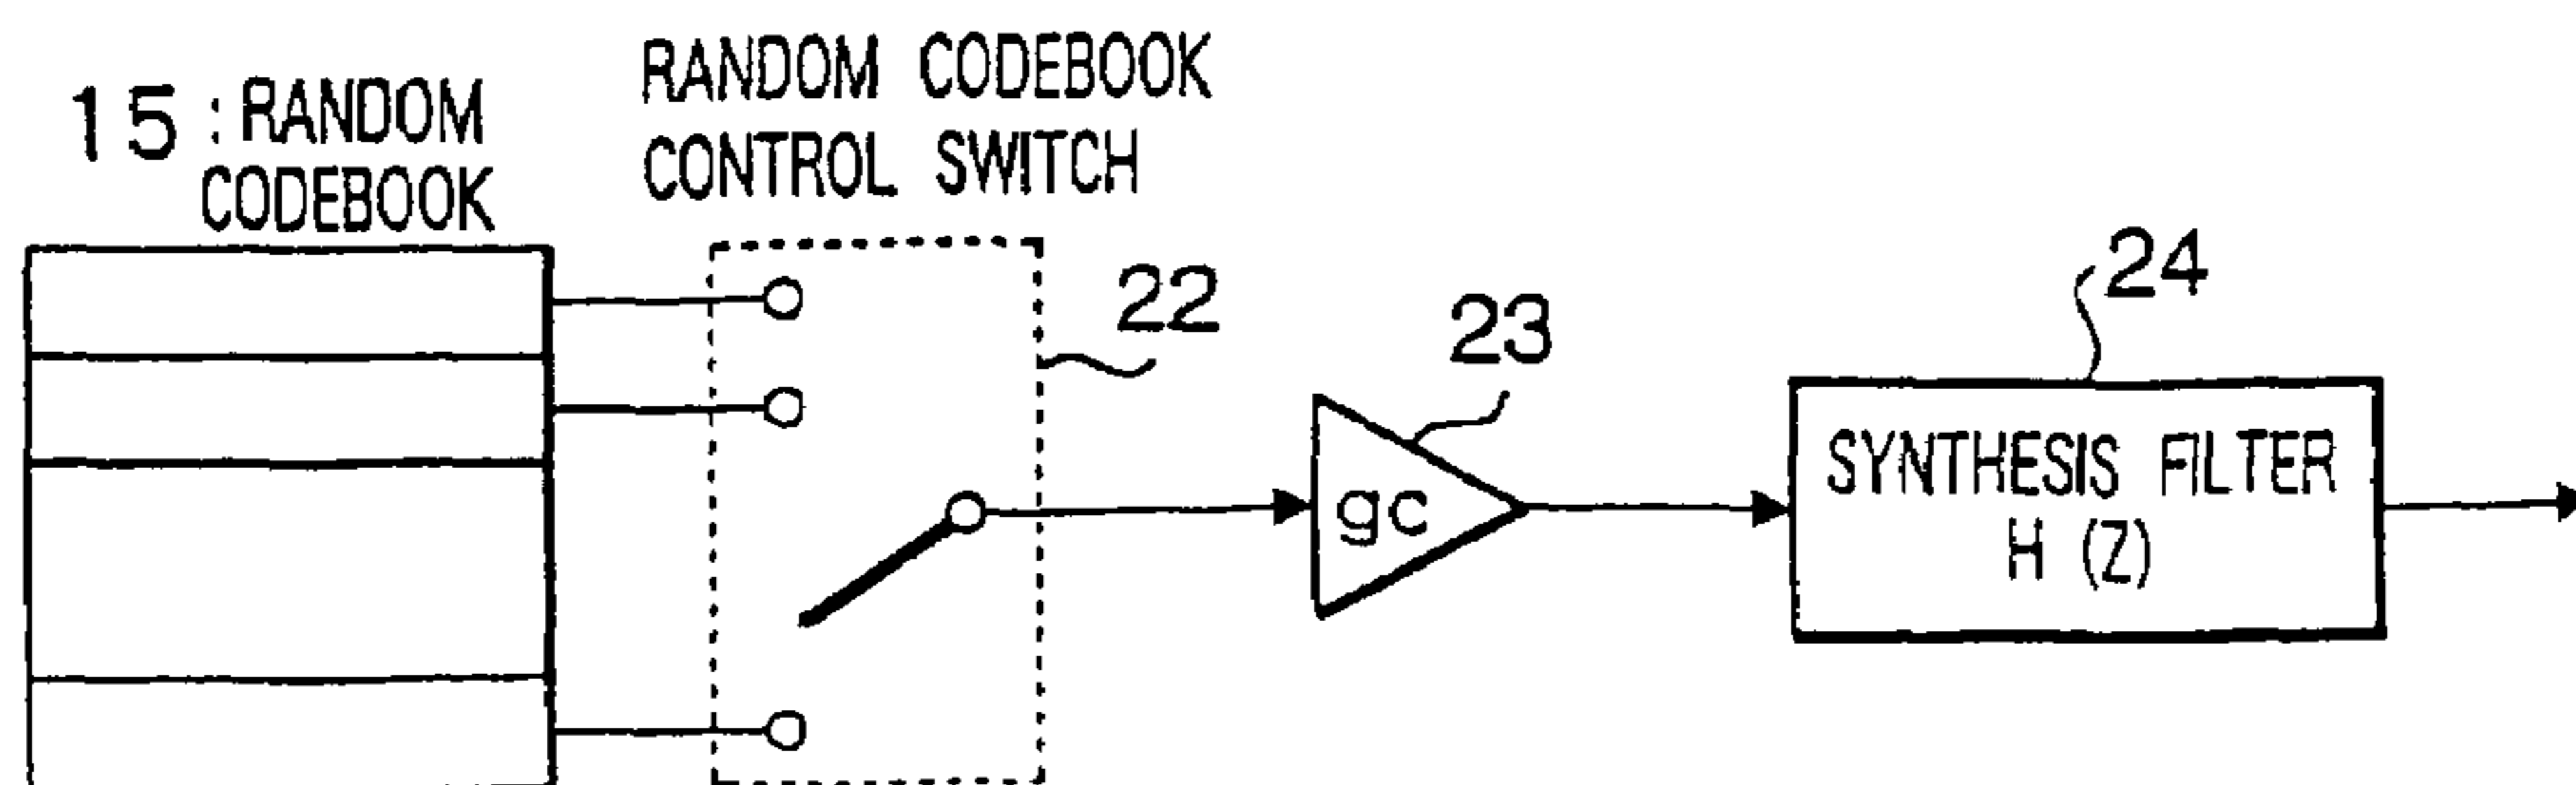 15 : RANDOM
CODEBOOK
RANDOM CODEBOOK
CONTROL SWITCH
22
23
24
gc
SYNTHESIS FILTER
H (Z)